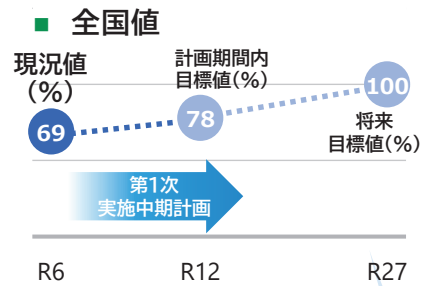 ■ 全国値
現況値
(%)
計画期間内
目標値(%)
69
78
100
将来
目標値(%)
第1次
実施中期計画
R6
R12
R27